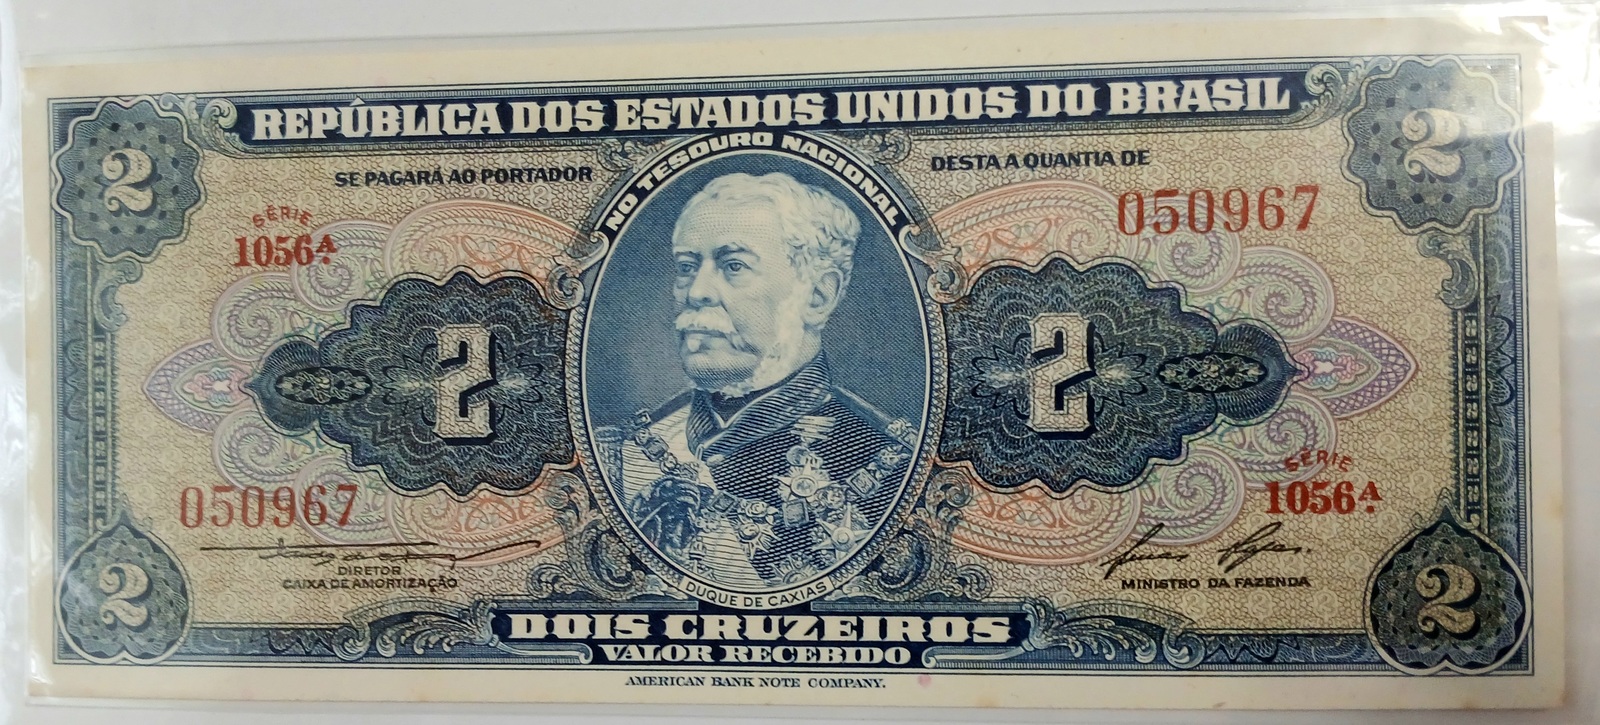 REPÚBLICA DOS ESTADOS UNIDOS DO BRASIL
2
2
SE PAGARÁ AO PORTADOR
NO TESOURO NACIONAL
DESTA A QUANTIA DE
SÉRIE
1056A.
050967
2
2
050967
SÉRIE
1056A.
DIRETOR
CAIXA DE AMORTIZAÇÃO
DUQUE DE CAXIAS
MINISTRO DA FAZENDA
2
2
DOIS CRUZEIROS
VALOR RECEBIDO
AMERICAN BANK NOTE COMPANY.